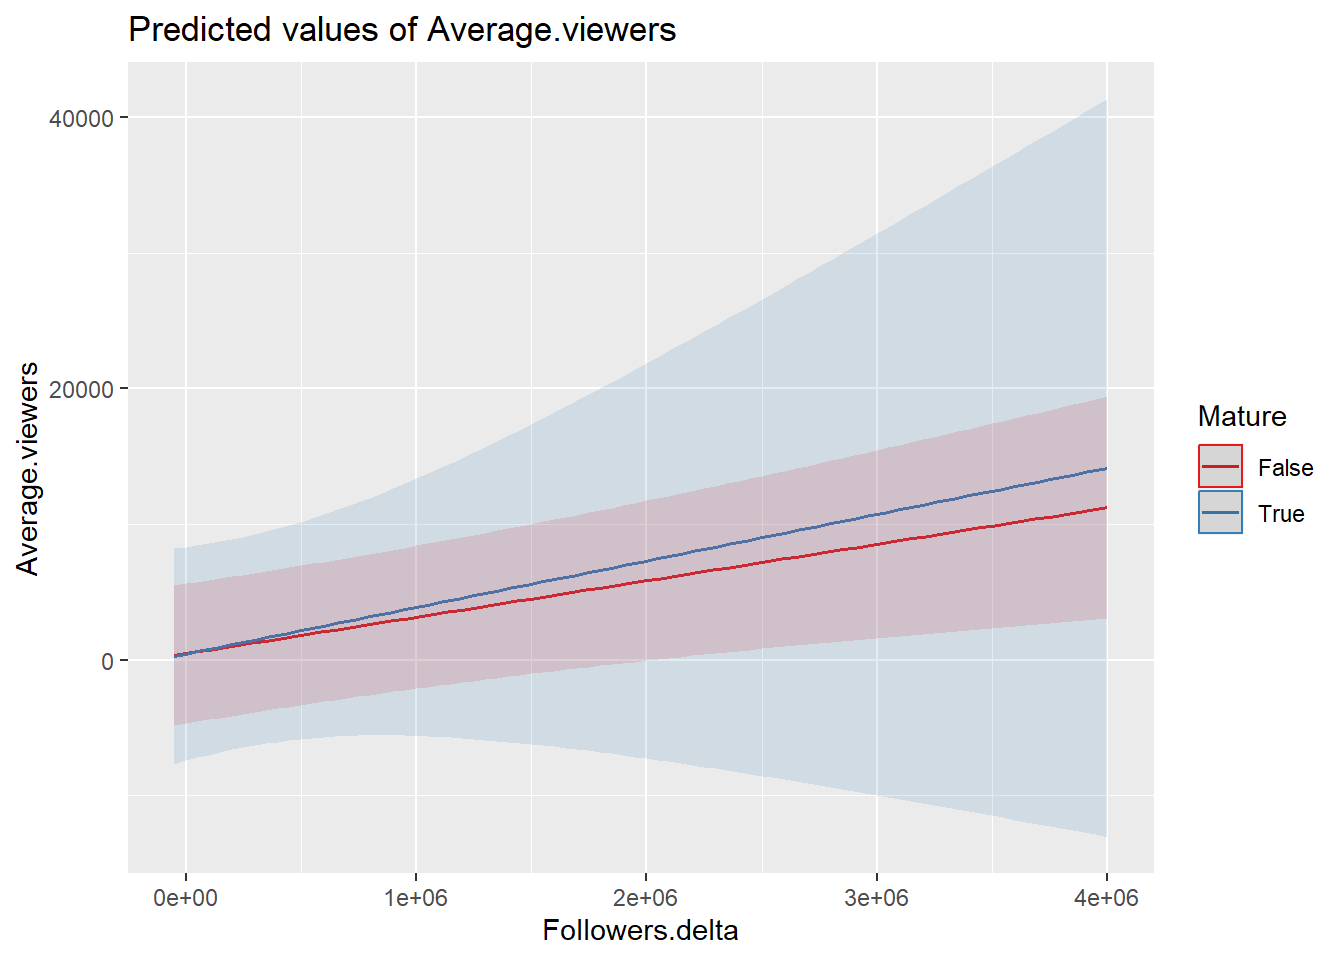 Predicted values of Average.viewers
40000
20000
0
Average.viewers
0e+00
1e+06
2e+06
3e+06
4e+06
Followers.delta
Mature
False
True